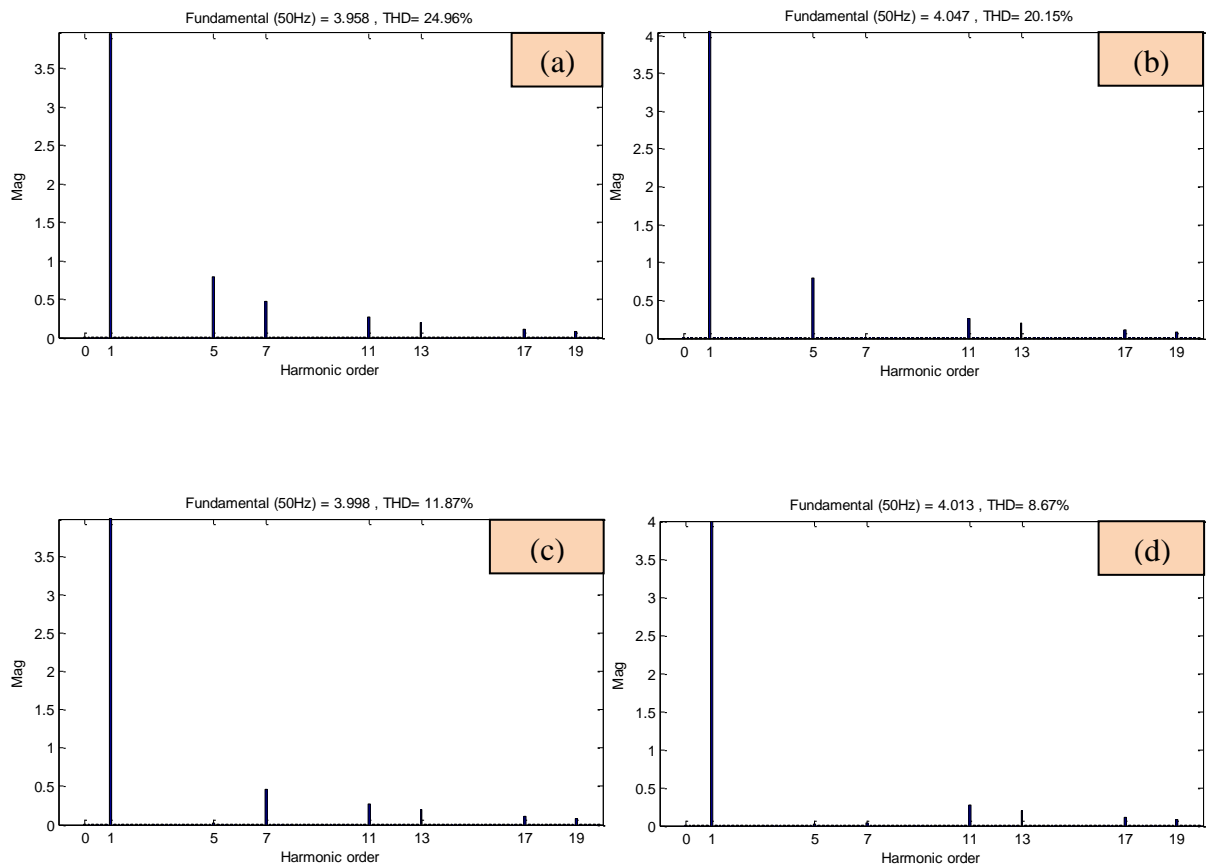 Fundamental (50Hz) = 3.958 , THD= 24.96%
(a)
3.5
3
2.5
2
1.5
1
0.5
0
Mag
0 1 5 7 11 13 17 19
Harmonic order
Fundamental (50Hz) = 4.047 , THD= 20.15%
(b)
4
3.5
3
2.5
2
1.5
1
0.5
0
Mag
0 1 5 7 11 13 17 19
Harmonic order
Fundamental (50Hz) = 3.998 , THD= 11.87%
(c)
3.5
3
2.5
2
1.5
1
0.5
0
Mag
0 1 5 7 11 13 17 19
Harmonic order
Fundamental (50Hz) = 4.013 , THD= 8.67%
(d)
4
3.5
3
2.5
2
1.5
1
0.5
0
Mag
0 1 5 7 11 13 17 19
Harmonic order